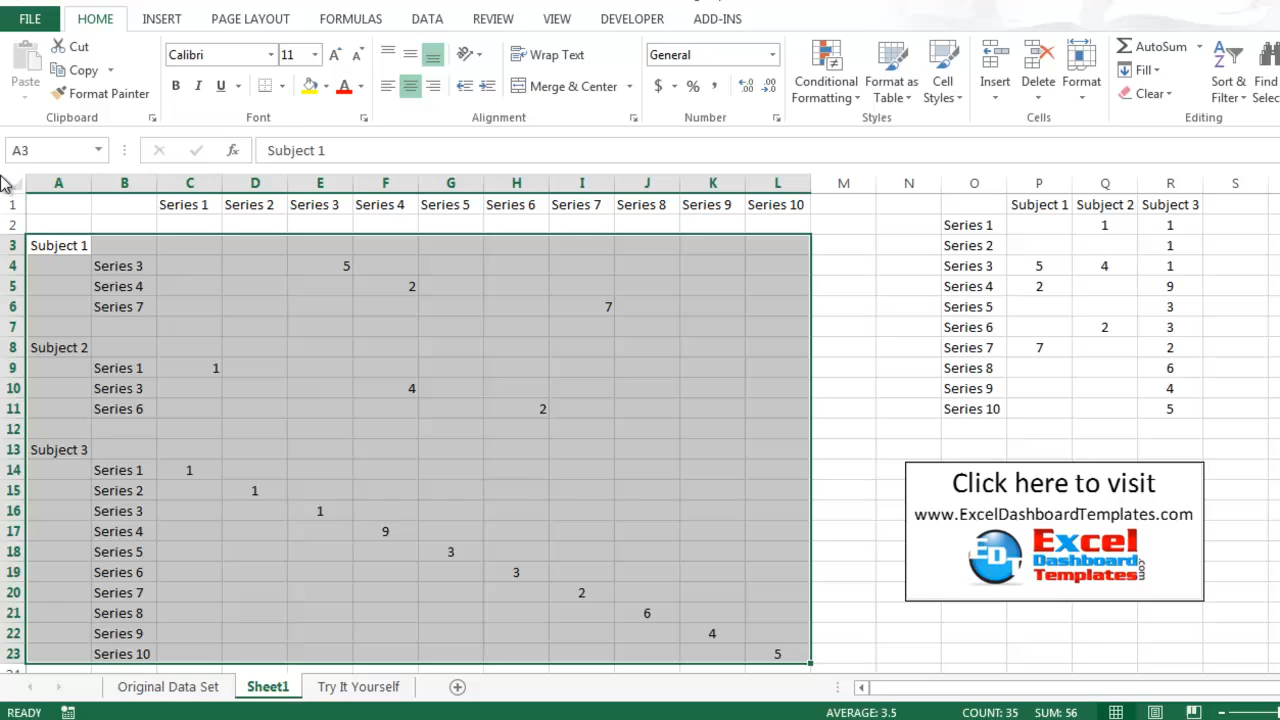 FILE HOME INSERT PAGE LAYOUT FORMULAS DATA REVIEW VIEW DEVELOPER ADD-INS
Paste
Cut
Copy
Format Painter
Clipboard
Calibri 11
B I U
Font
Wrap Text
Merge & Center
Alignment
General
$ % ,
Number
Conditional Formatting
Format as Table
Cell Styles
Styles
Insert Delete Format
Cells
AutoSum
Fill
Clear
Sort & Filter
Find
Selec
Editing
A3 fx Subject 1
A B C D E F G H I J K L M N O P Q R S
1 Series 1 Series 2 Series 3 Series 4 Series 5 Series 6 Series 7 Series 8 Series 9 Series 10 Subject 1 Subject 2 Subject 3
2 Series 1 1 1
3 Subject 1 Series 2 1
4 Series 3 5 Series 3 5 4 1
5 Series 4 2 Series 4 2 9
6 Series 7 7 Series 5 3
7 Series 6 2 3
8 Subject 2 Series 7 7 2
9 Series 1 1 Series 8 6
10 Series 3 4 Series 9 4
11 Series 6 2 Series 10 5
12
13 Subject 3
14 Series 1 1
15 Series 2 1
16 Series 3 1
17 Series 4 9
18 Series 5 3
19 Series 6 3
20 Series 7 2
21 Series 8 6
22 Series 9 4
23 Series 10 5
Click here to visit
www.ExcelDashboardTemplates.com
EDT
Excel
Dashboard
Templates
.com
Original Data Set Sheet1 Try It Yourself
READY AVERAGE: 3.5 COUNT: 35 SUM: 56